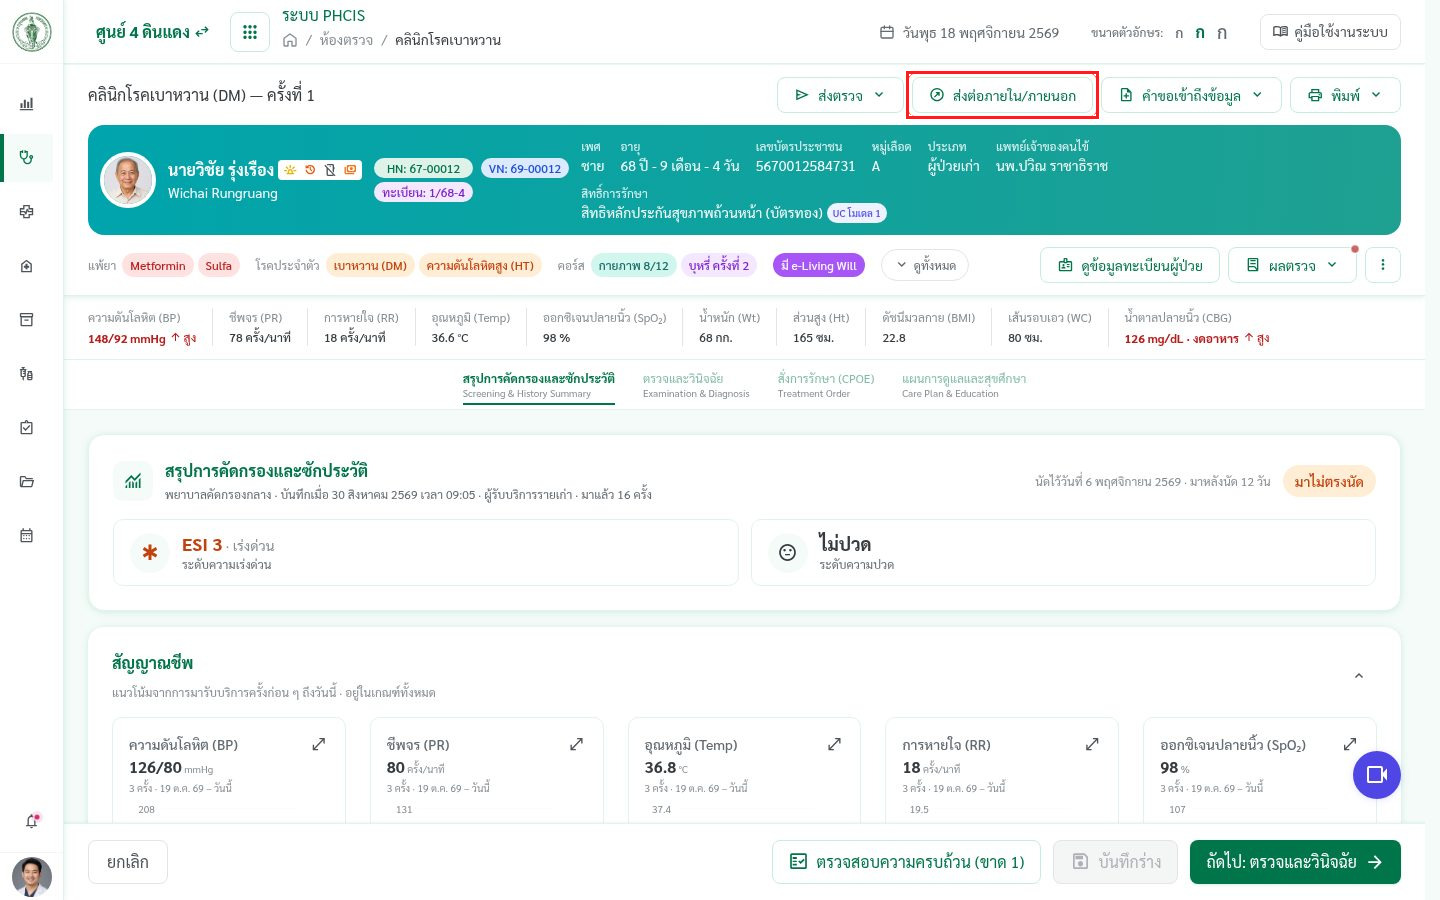 ศูนย์ 4 ดินแดง
ระบบ PHCIS
/ ห้องตรวจ / คลินิกโรคเบาหวาน
วันพุธ 18 พฤศจิกายน 2569
ขนาดตัวอักษร: ก ก ก
คู่มือใช้งานระบบ
คลินิกโรคเบาหวาน (DM) — ครั้งที่ 1
ส่งตรวจ
ส่งต่อภายใน/ภายนอก
คำขอเข้าถึงข้อมูล
พิมพ์
นายวิชัย รุ่งเรือง
Wichai Rungruang
HN: 67-00012
VN: 69-00012
ทะเบียน: 1/68-4
เพศ อายุ เลขบัตรประชาชน หมู่เลือด ประเภท แพทย์เจ้าของคนไข้
ชาย 68 ปี - 9 เดือน - 4 วัน 5670012584731 A ผู้ป่วยเก่า นพ.ปวิณ ราชาธิราช
สิทธิ์การรักษา
สิทธิหลักประกันสุขภาพถ้วนหน้า (บัตรทอง) UC โมเดล 1
แพ้ยา Metformin Sulfa โรคประจำตัว เบาหวาน (DM) ความดันโลหิตสูง (HT) คอร์ส กายภาพ 8/12 บุหรี่ ครั้งที่ 2 มี e-Living Will ดูทั้งหมด
ดูข้อมูลทะเบียนผู้ป่วย
ผลตรวจ
ความดันโลหิต (BP) ชีพจร (PR) การหายใจ (RR) อุณหภูมิ (Temp) ออกซิเจนปลายนิ้ว (SpO₂) น้ำหนัก (Wt) ส่วนสูง (Ht) ดัชนีมวลกาย (BMI) เส้นรอบเอว (WC) น้ำตาลปลายนิ้ว (CBG)
148/92 mmHg ↑ สูง 78 ครั้ง/นาที 18 ครั้ง/นาที 36.6 °C 98 % 68 กก. 165 ซม. 22.8 80 ซม. 126 mg/dL · งดอาหาร ↑ สูง
สรุปการคัดกรองและซักประวัติ ตรวจและวินิจฉัย สั่งการรักษา (CPOE) แผนการดูแลและสุขศึกษา
Screening & History Summary Examination & Diagnosis Treatment Order Care Plan & Education
สรุปการคัดกรองและซักประวัติ
พยาบาลคัดกรองกลาง · บันทึกเมื่อ 30 สิงหาคม 2569 เวลา 09:05 · ผู้รับบริการรายเก่า · มาแล้ว 16 ครั้ง
นัดไว้วันที่ 6 พฤศจิกายน 2569 · มาหลังนัด 12 วัน มาไม่ตรงนัด
ESI 3 · เร่งด่วน
ระดับความเร่งด่วน
ไม่ปวด
ระดับความปวด
สัญญาณชีพ
แนวโน้มจากการมารับบริการครั้งก่อน ๆ ถึงวันนี้ · อยู่ในเกณฑ์ทั้งหมด
ความดันโลหิต (BP) ชีพจร (PR) อุณหภูมิ (Temp) การหายใจ (RR) ออกซิเจนปลายนิ้ว (SpO₂)
126/80 mmHg 80 ครั้ง/นาที 36.8 °C 18 ครั้ง/นาที 98 %
3 ครั้ง · 19 ต.ค. 69 – วันนี้ 3 ครั้ง · 19 ต.ค. 69 – วันนี้ 3 ครั้ง · 19 ต.ค. 69 – วันนี้ 3 ครั้ง · 19 ต.ค. 69 – วันนี้ 3 ครั้ง · 19 ต.ค. 69 – วันนี้
208 131 37.4 19.5 107
ยกเลิก
ตรวจสอบความครบถ้วน (ขาด 1)
บันทึกร่าง
ถัดไป: ตรวจและวินิจฉัย